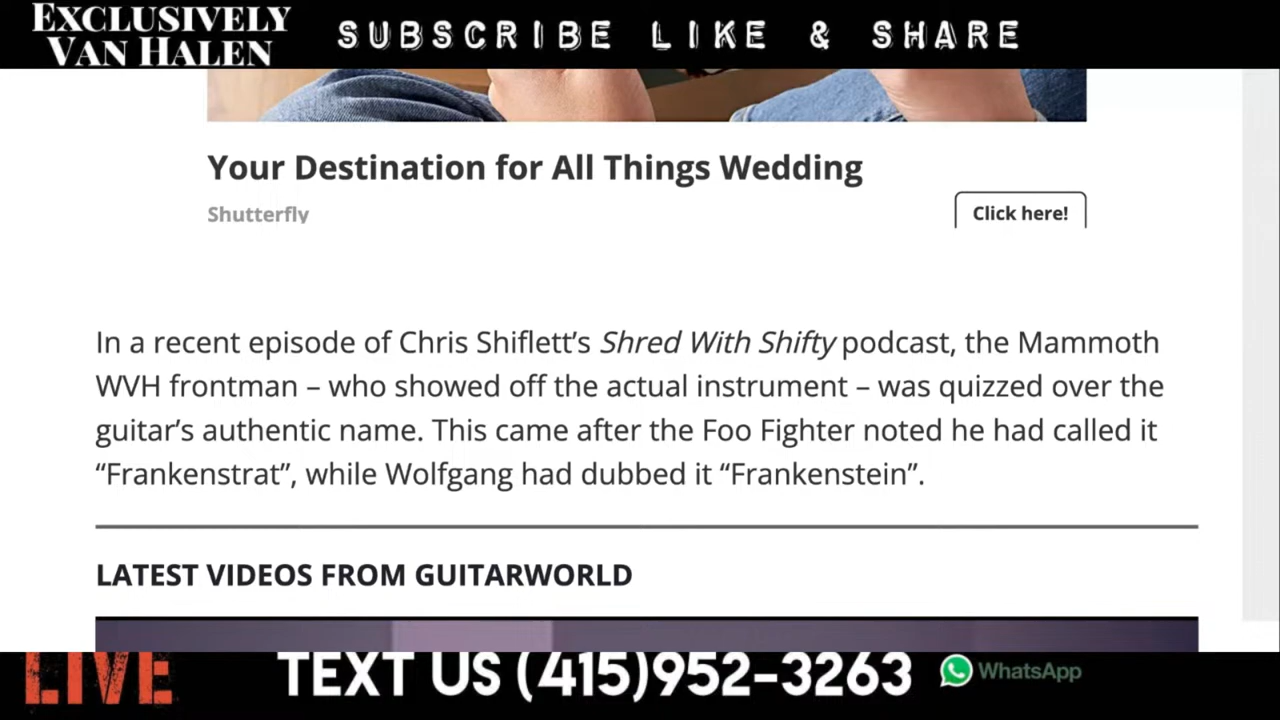 EXCLUSIVELY
VAN HALEN
SUBSCRIBE LIKE & SHARE
Your Destination for All Things Wedding
Shutterfly
Click here!
In a recent episode of Chris Shiflett’s Shred With Shifty podcast, the Mammoth
WVH frontman – who showed off the actual instrument – was quizzed over the
guitar’s authentic name. This came after the Foo Fighter noted he had called it
“Frankenstrat”, while Wolfgang had dubbed it “Frankenstein”.
LATEST VIDEOS FROM GUITARWORLD
LIVE
TEXT US (415)952-3263
WhatsApp